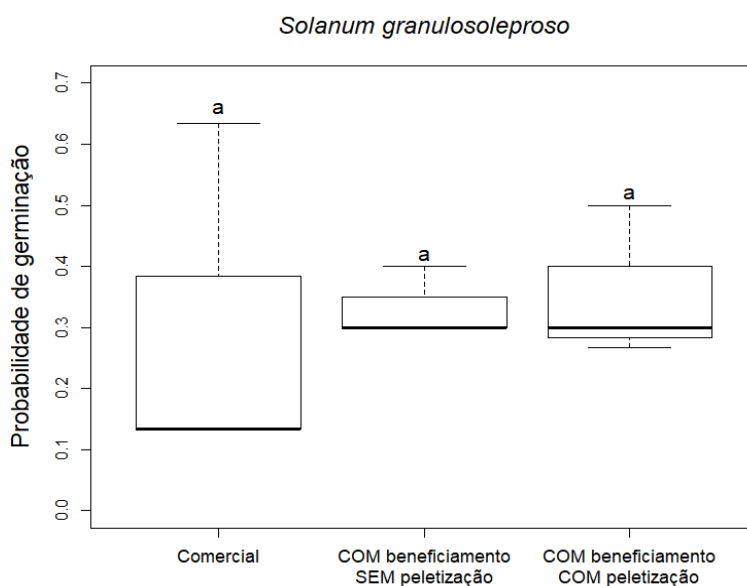 Solanum granulosoleproso
Probabilidade de germinação
0.7
0.6
0.5
0.4
0.3
0.2
0.1
0.0
a
a
a
Comercial
COM beneficiamento
SEM peletização
COM beneficiamento
COM peletização